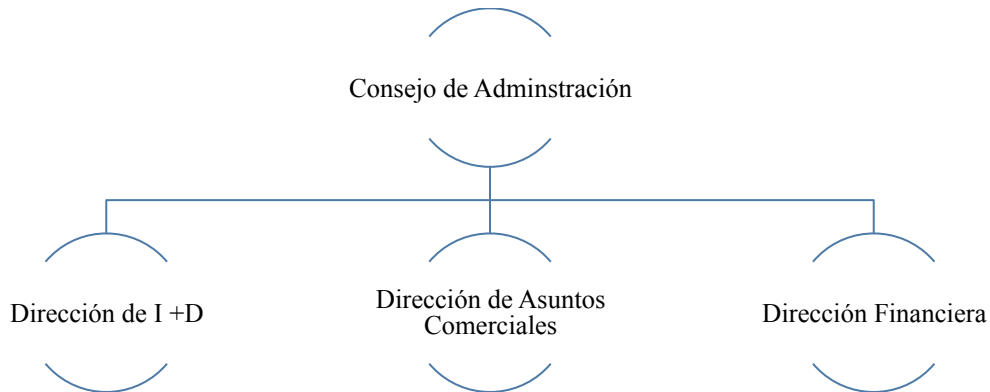 Consejo de Adminstración
Dirección de I +D
Dirección de Asuntos
Comerciales
Dirección Financiera